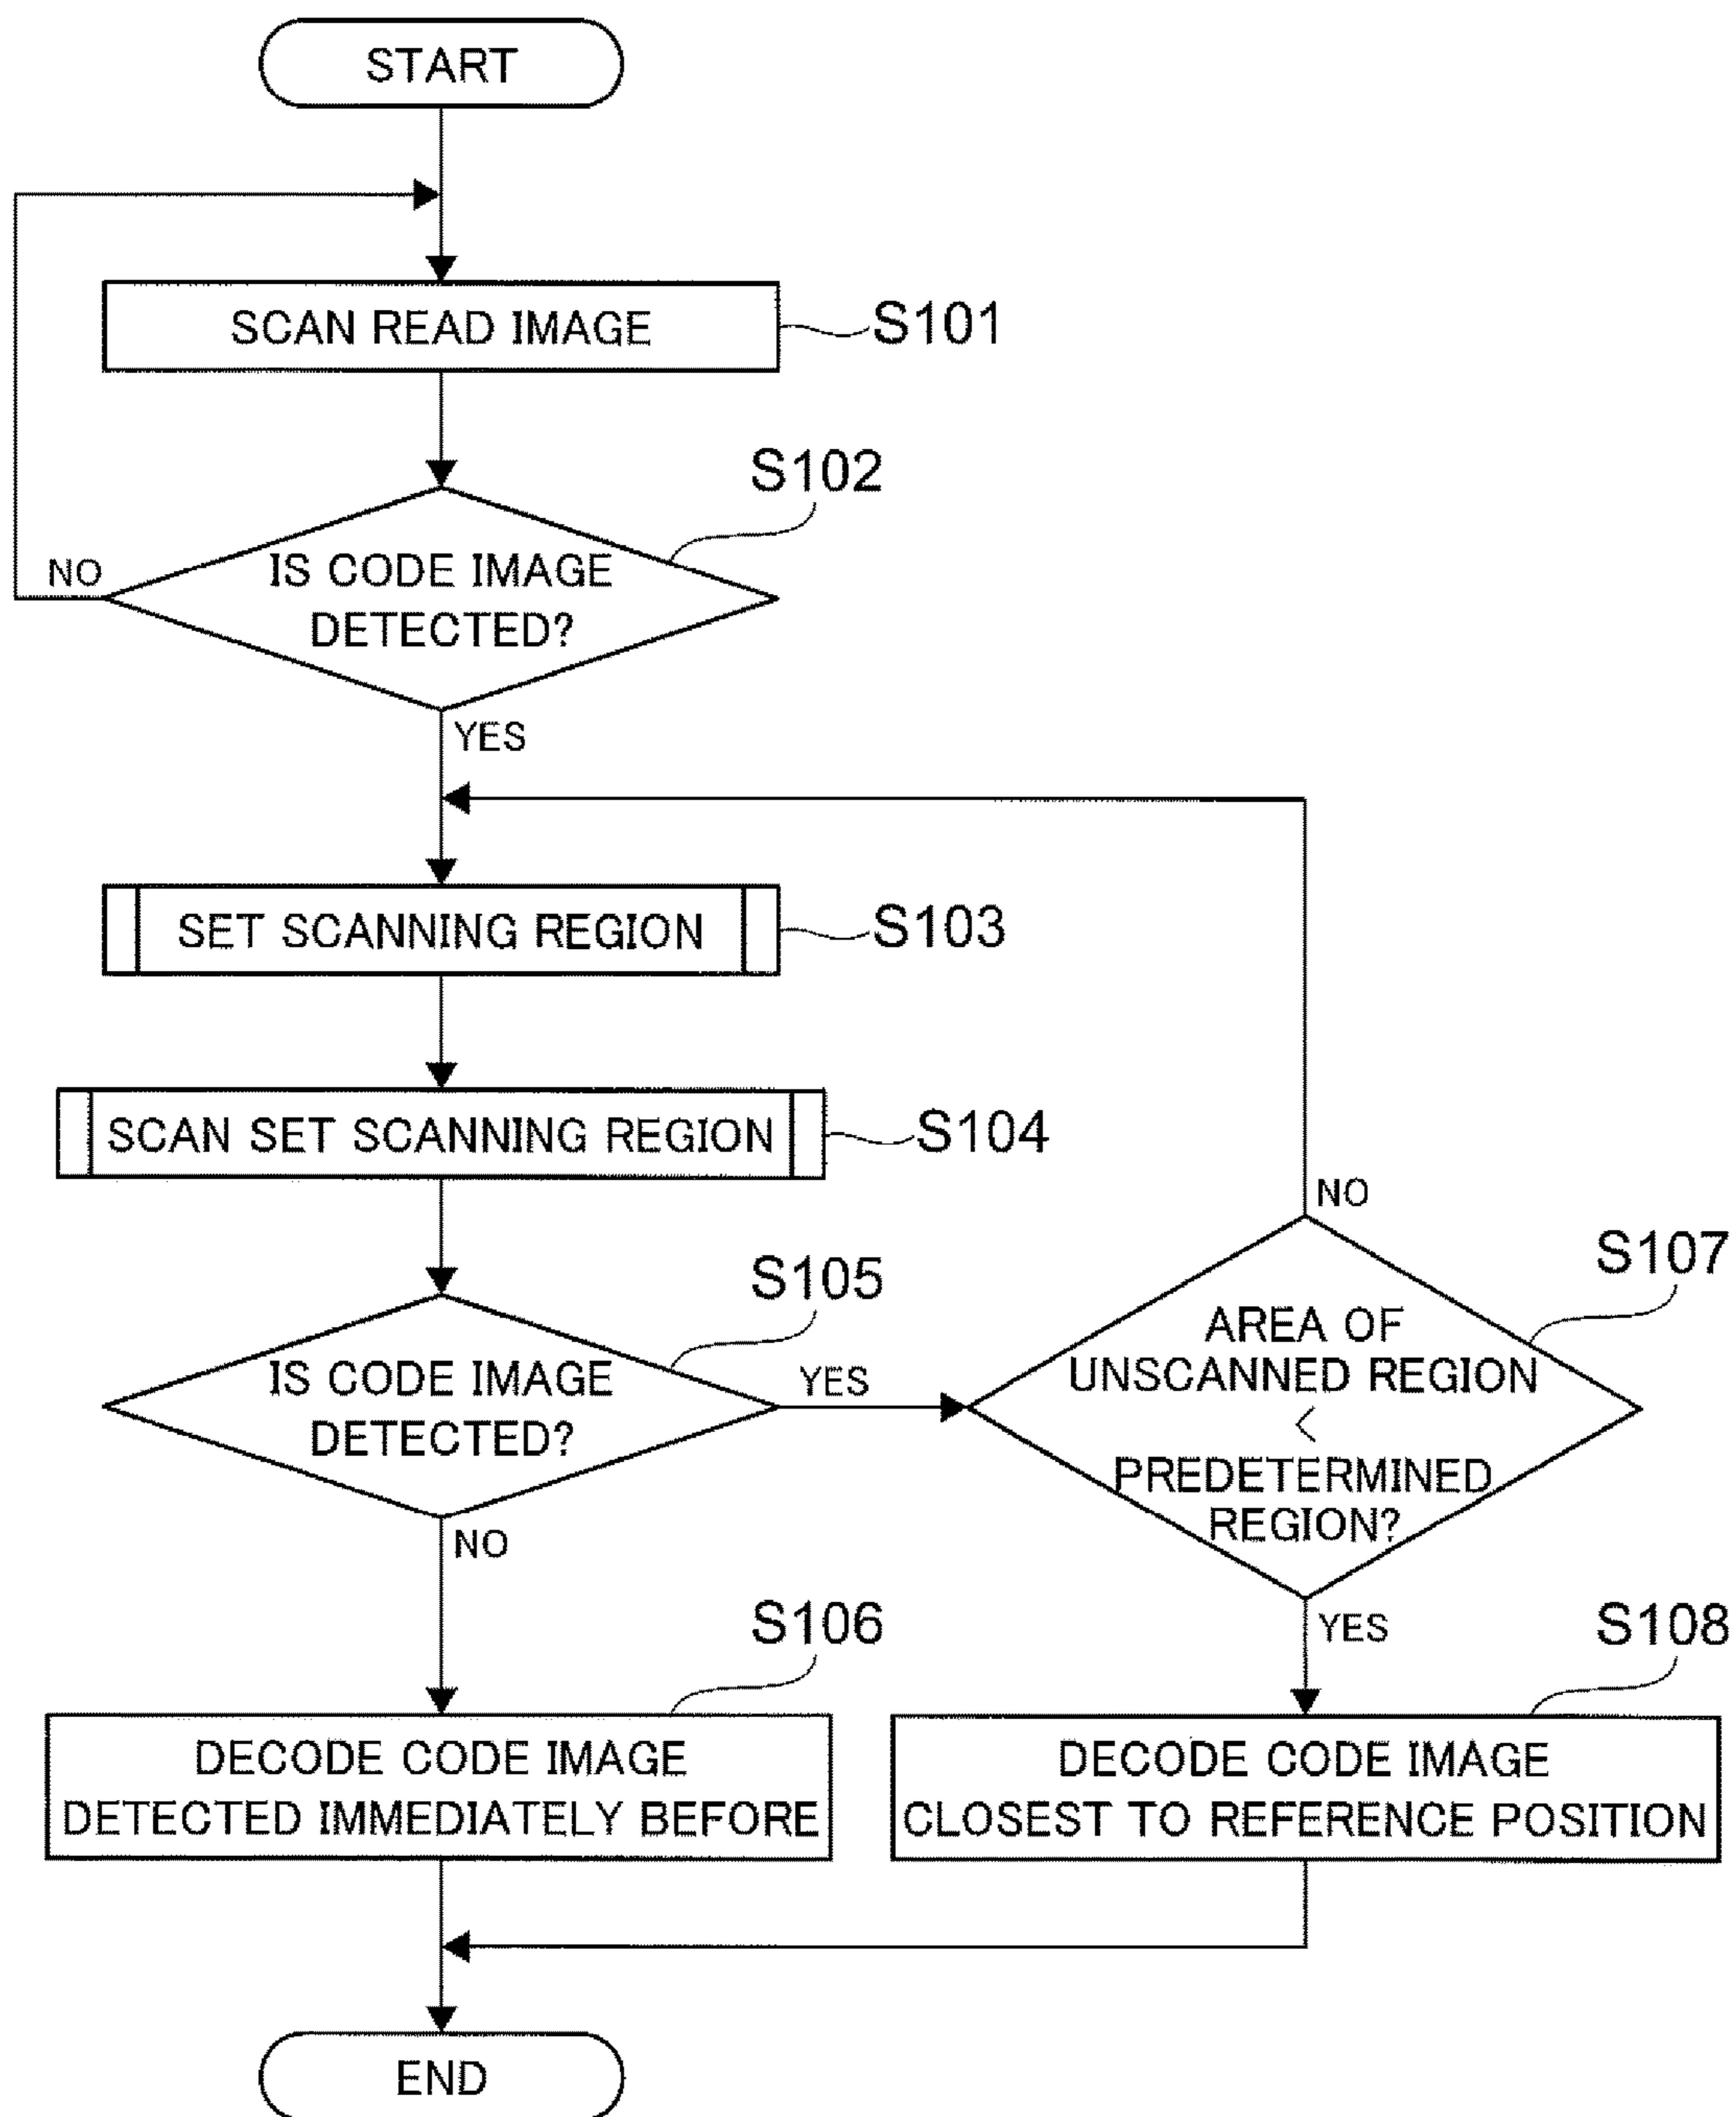 START
SCAN READ IMAGE
S101
S102
IS CODE IMAGE
DETECTED?
NO
YES
SET SCANNING REGION
S103
SCAN SET SCANNING REGION
S104
S105
IS CODE IMAGE
DETECTED?
YES
NO
S107
AREA OF
UNSCANNED REGION
<
PREDETERMINED
REGION?
NO
YES
S106
DECODE CODE IMAGE
DETECTED IMMEDIATELY BEFORE
S108
DECODE CODE IMAGE
CLOSEST TO REFERENCE POSITION
END